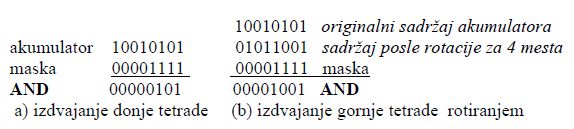 10010101 originalni sadržaj akumulatora
akumulator 10010101 01011001 sadržaj posle rotacije za 4 mesta
maska 00001111 00001111 maska
AND 00000101 00001001 AND
a) izdvajanje donje tetrade (b) izdvajanje gornje tetrade rotiranjem